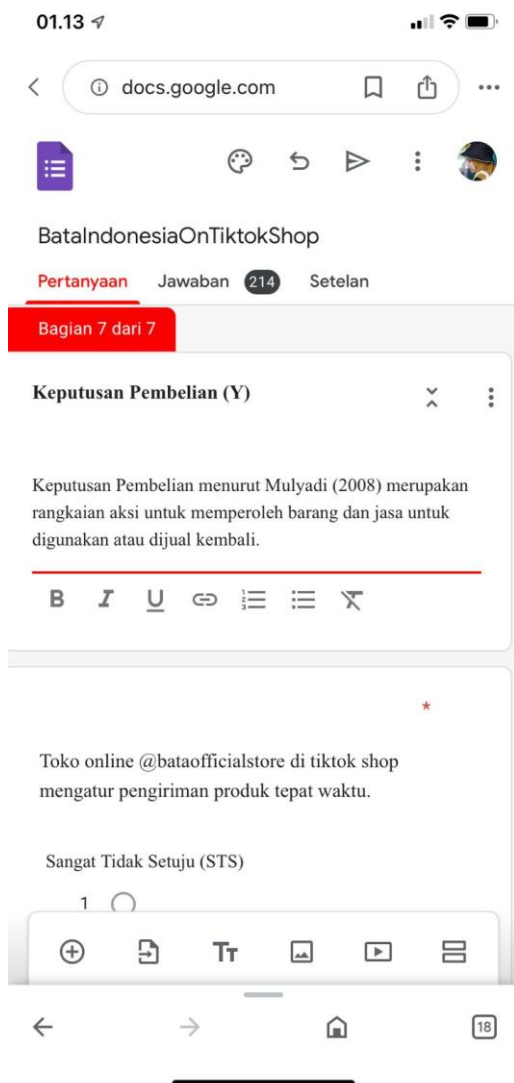 01.13
docs.google.com
BataIndonesiaOnTiktokShop
Pertanyaan Jawaban 214 Setelan
Bagian 7 dari 7
Keputusan Pembelian (Y)
Keputusan Pembelian menurut Mulyadi (2008) merupakan
rangkaian aksi untuk memperoleh barang dan jasa untuk
digunakan atau dijual kembali.
B I U
*
Toko online @bataofficialstore di tiktok shop
mengatur pengiriman produk tepat waktu.
Sangat Tidak Setuju (STS)
1
Tт
18